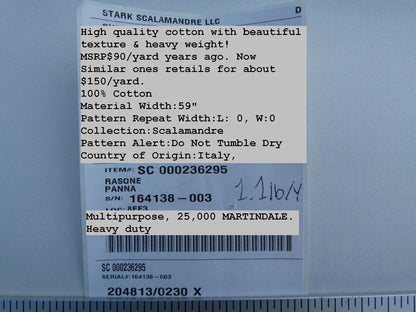 STARK SCALAMANDRE LLC
D
High quality cotton with beautiful
texture & heavy weight!
MSRP$90/yard years ago. Now
Similar ones retails for about
$150/yard.
100% Cotton
Material Width:59"
Pattern Repeat Width:L: 0, W:0
Collection:Scalamandre
Pattern Alert:Do Not Tumble Dry
Country of Origin:Italy,
ITEM#: SC 000236295
RASONE
PANNA
S/N: 164138-003
1.1lb/Y
LOC: 8EE3
Multipurpose, 25,000 MARTINDALE.
Heavy duty
SC 000236295
SERIAL#:164138-003
204813/0230 X